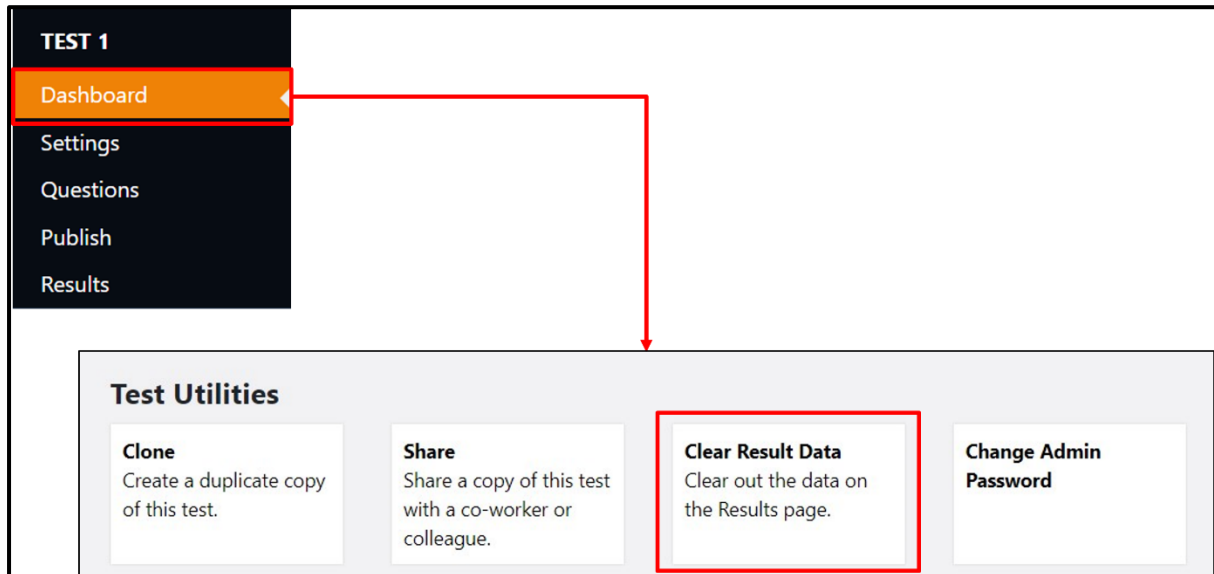 TEST 1
Dashboard
Settings
Questions
Publish
Results
Test Utilities
Clone
Create a duplicate copy
of this test.
Share
Share a copy of this test
with a co-worker or
colleague.
Clear Result Data
Clear out the data on
the Results page.
Change Admin
Password